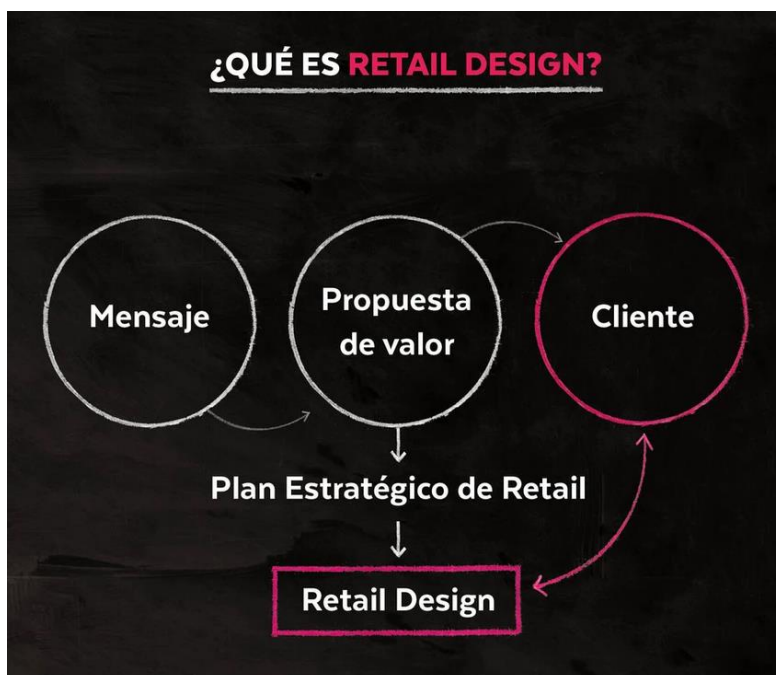 ¿QUÉ ES RETAIL DESIGN?
Mensaje
Propuesta
de valor
Cliente
Plan Estratégico de Retail
Retail Design